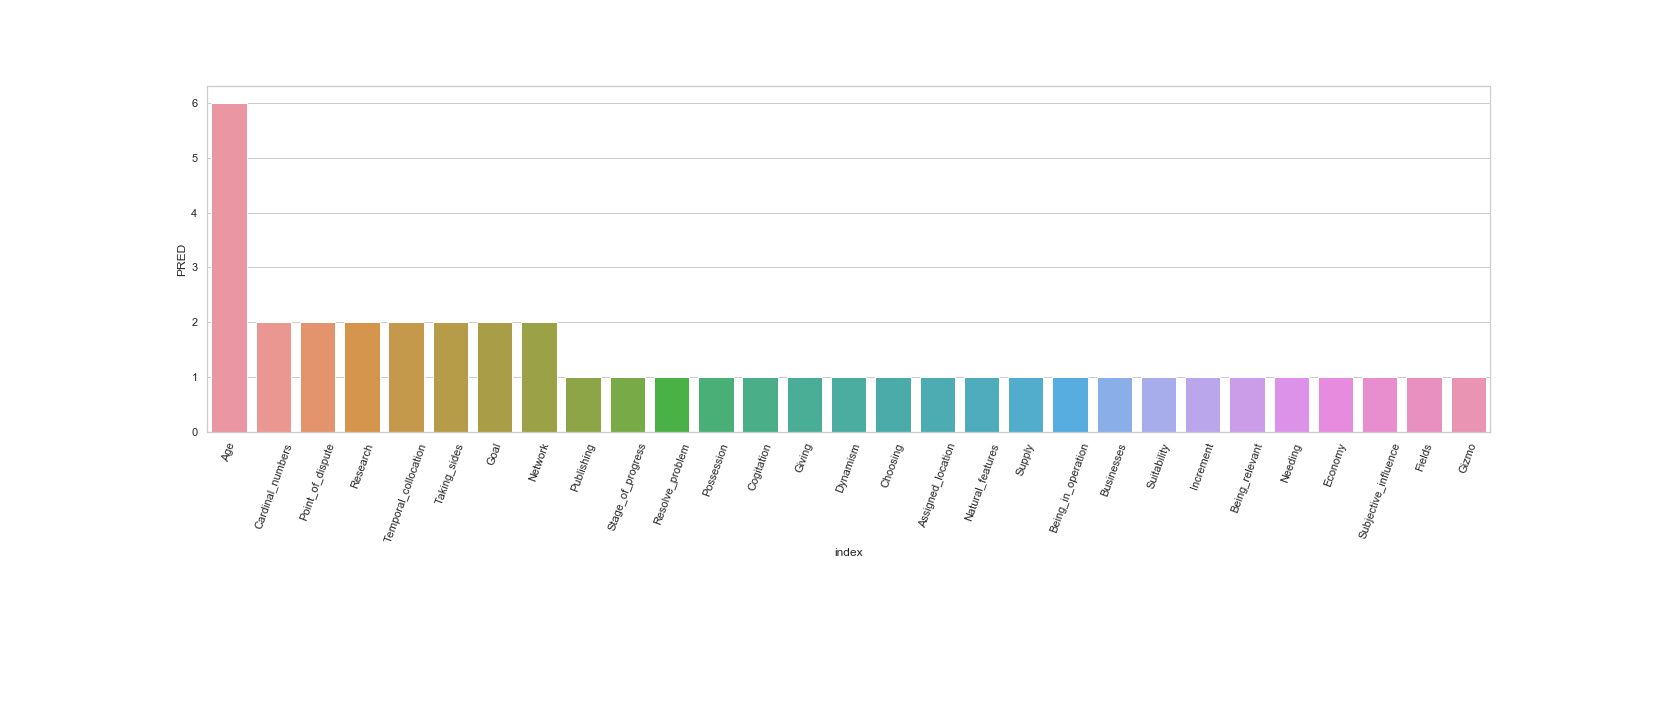 6
5
4
3
2
1
0
PRED
Age
Cardinal_numbers
Point_of_dispute
Research
Temporal_collocation
Taking_sides
Goal
Network
Publishing
Stage_of_progress
Resolve_problem
Possession
Cogitation
Giving
Dynamism
Choosing
Assigned_location
Natural_features
Supply
Being_in_operation
Businesses
Suitability
Increment
Being_relevant
Needing
Economy
Subjective_influence
Fields
Gizmo
index